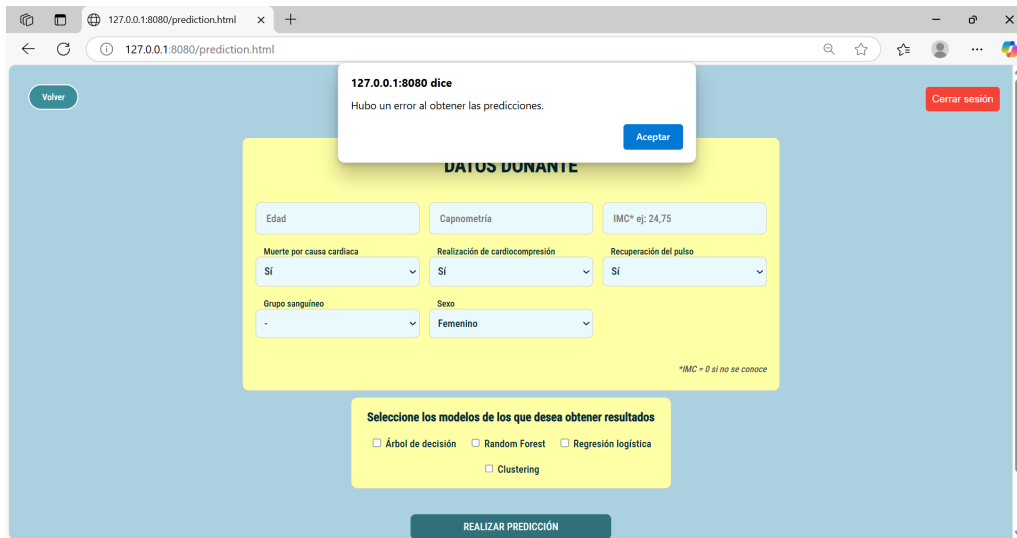 127.0.0.1:8080/prediction.html
127.0.0.1:8080/prediction.html
127.0.0.1:8080 dice
Hubo un error al obtener las predicciones.
Aceptar
Volver
Cerrar sesión
DATOS DONANTE
Edad
Capnometría
IMC* ej: 24,75
Muerte por causa cardiaca
Realización de cardiocompresión
Recuperación del pulso
Sí
Sí
Sí
Grupo sanguíneo
Sexo
-
Femenino
*IMC = 0 si no se conoce
Seleccione los modelos de los que desea obtener resultados
Árbol de decisión
Random Forest
Regresión logística
Clustering
REALIZAR PREDICCIÓN